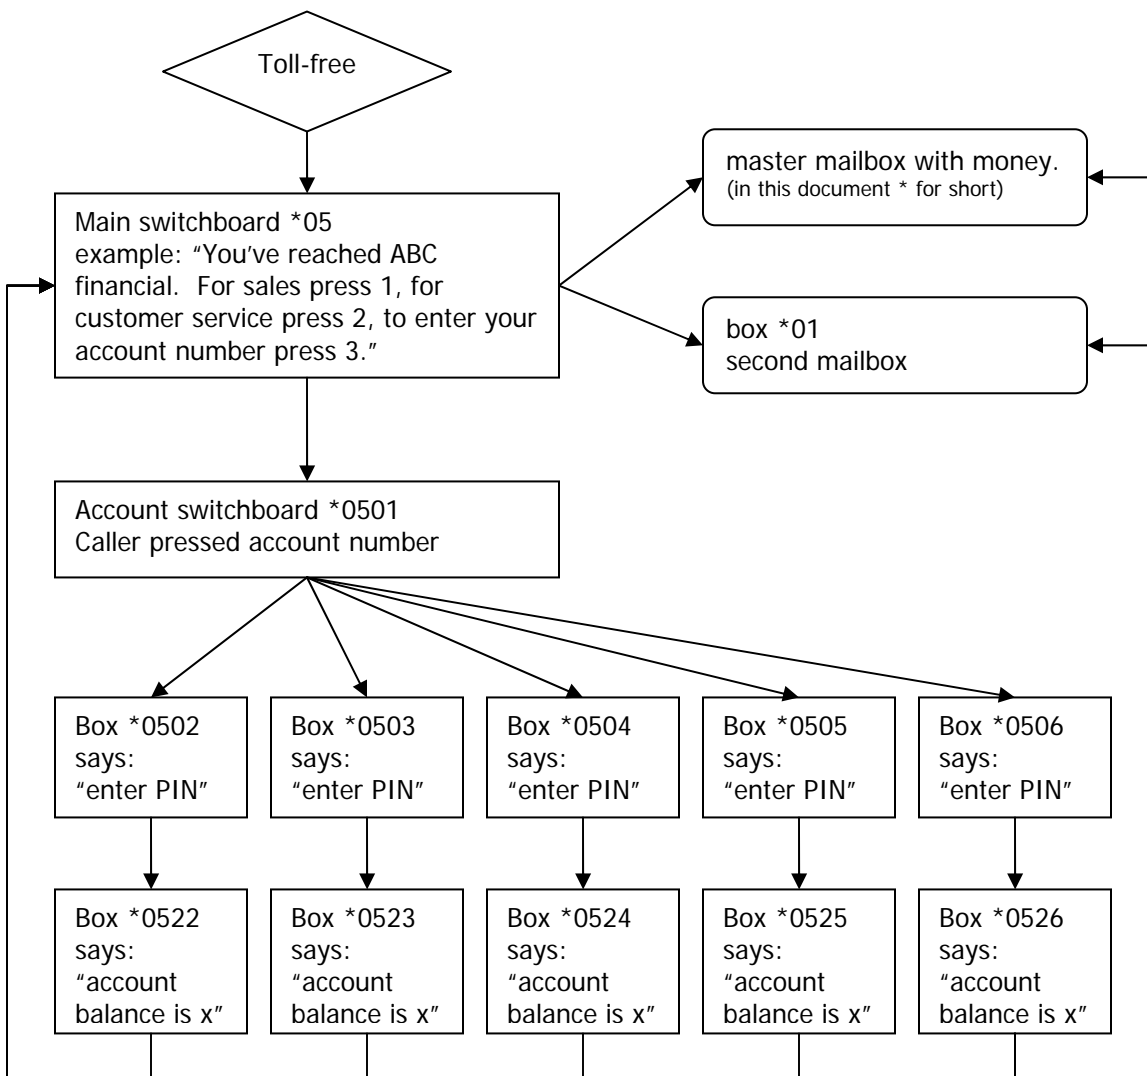 Toll-free
master mailbox with money.
(in this document * for short)
Main switchboard *05
example: “You've reached ABC
financial.  For sales press 1, for
customer service press 2, to enter your
account number press 3.”
box *01
second mailbox
Account switchboard *0501
Caller pressed account number
Box *0502
says:
“enter PIN”
Box *0503
says:
“enter PIN”
Box *0504
says:
“enter PIN”
Box *0505
says:
“enter PIN”
Box *0506
says:
“enter PIN”
Box *0522
says:
“account
balance is x”
Box *0523
says:
“account
balance is x”
Box *0524
says:
“account
balance is x”
Box *0525
says:
“account
balance is x”
Box *0526
says:
“account
balance is x”